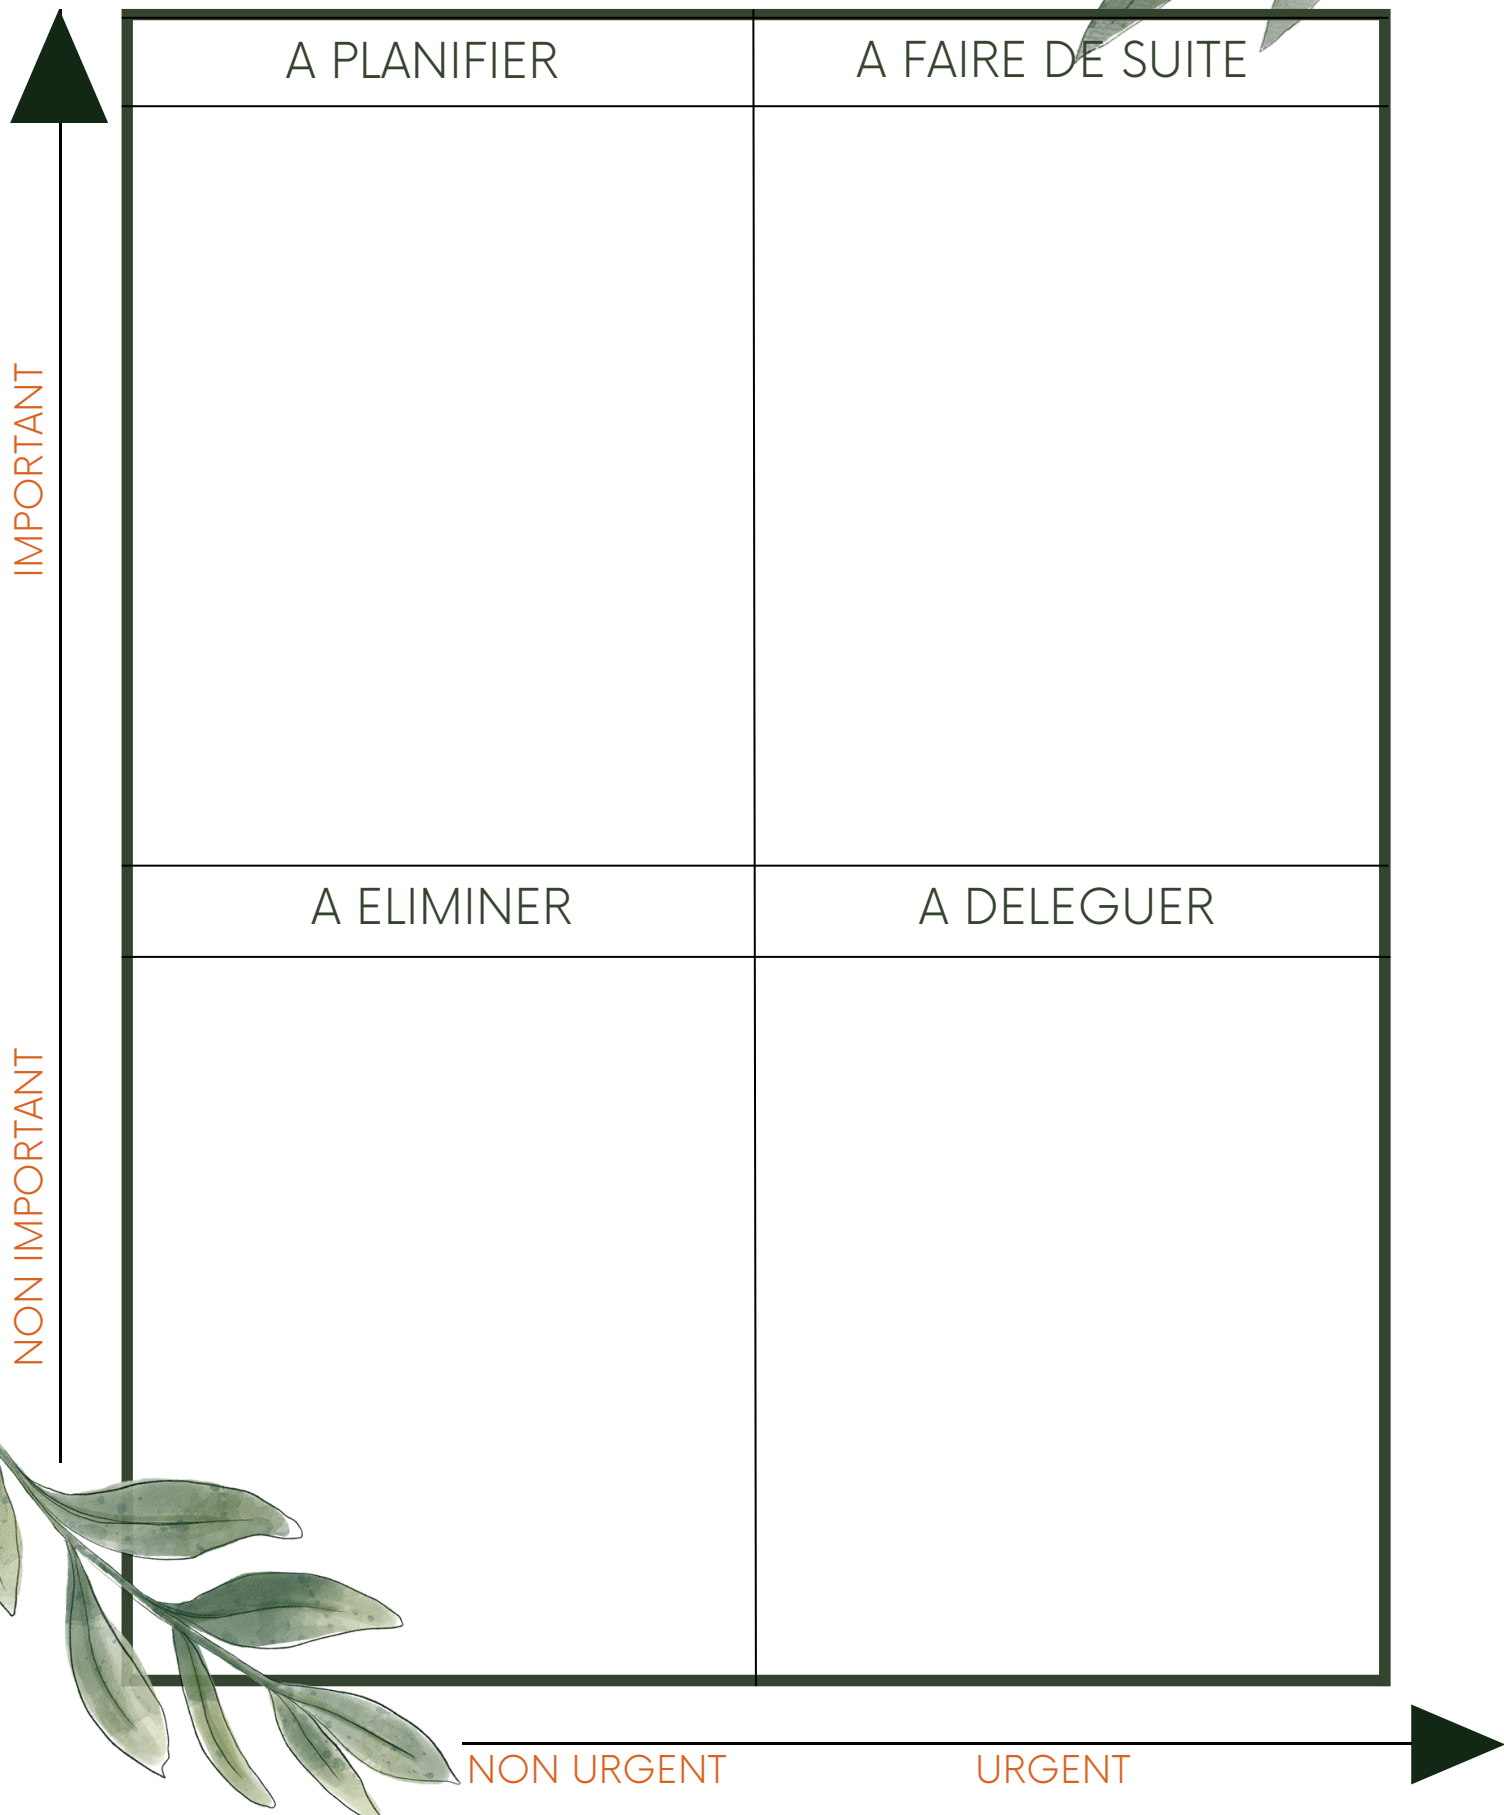 A PLANIFIER
A FAIRE DE SUITE
IMPORTANT
A ELIMINER
A DELEGUER
NON IMPORTANT
NON URGENT
URGENT